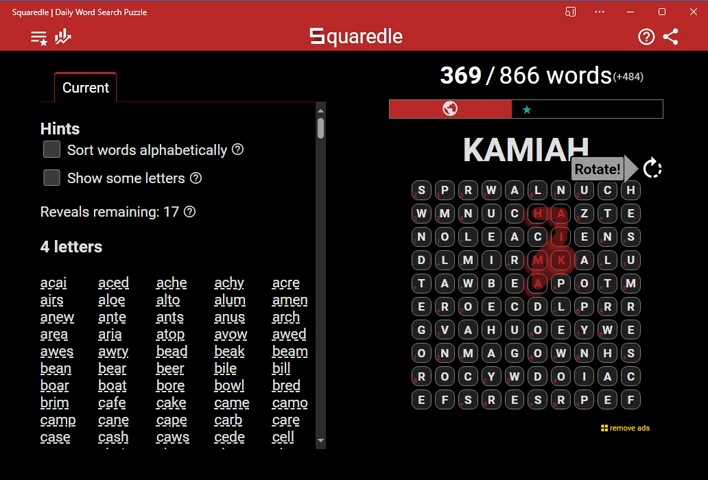 Squaredle | Daily Word Search Puzzle
Squaredle
Current
369/866 words(+484)
Hints
Sort words alphabetically
Show some letters
Reveals remaining: 17
4 letters
acai aced ache achy acre
airs aloe alto alum amen
anew ante ants anus arch
area aria atop avow awed
awes awry bead beak beam
bean bear beer bile bill
boar boat bore bowl bred
brim cafe cake came camo
camp cane cape carb care
case cash caws cede cell
KAMIAH
Rotate!
S P R W A L N U C H
W M N U C H A Z T E
N O L E A C I E N S
D L M I R M K A L U
T A W B E A P O T M
E R O E C D L P R R
G V A H U O E Y W E
O N M A G O W N H S
R O C Y W D O I A C
E F S R E S R P E F
remove ads